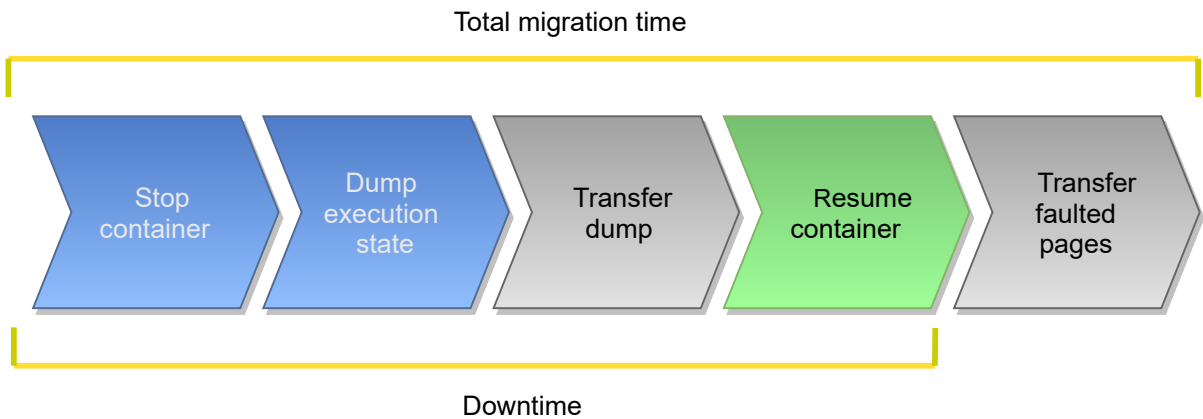 Total migration time
Stop
container
Dump
execution
state
Transfer
dump
Resume
container
Transfer
faulted
pages
Downtime